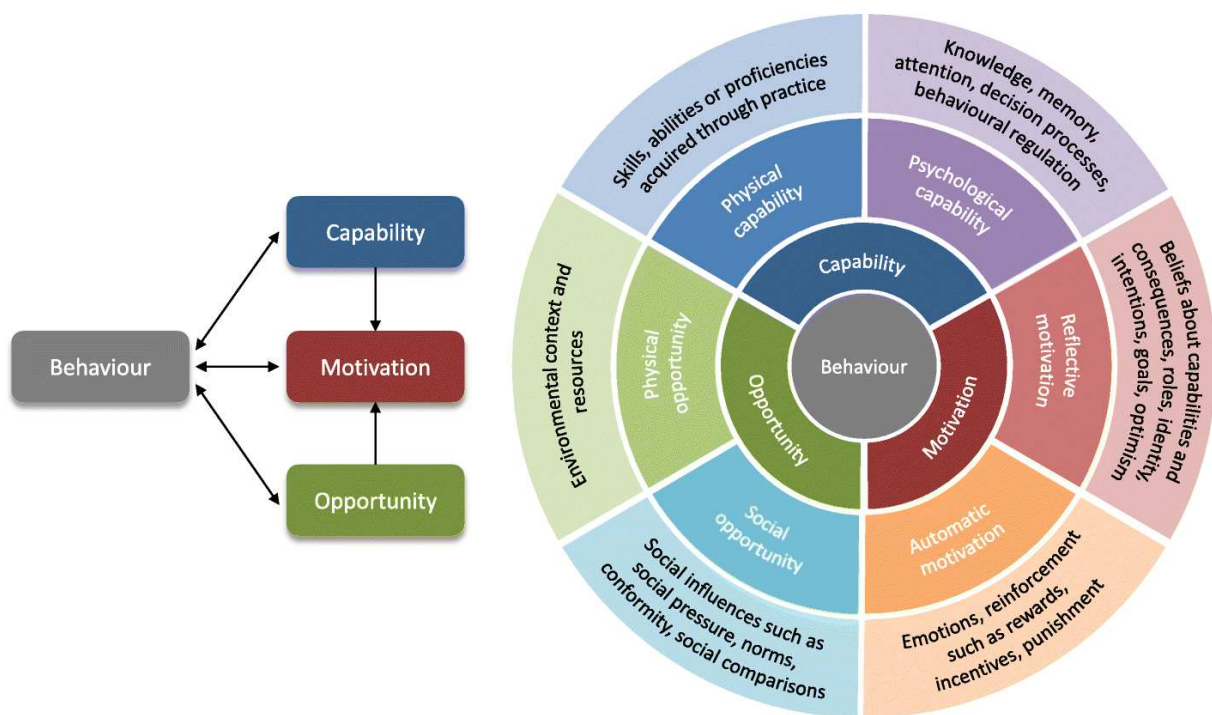 Capability
Behaviour
Motivation
Opportunity
Skills, abilities or proficiencies
acquired through practice
Knowledge, memory,
attention, decision processes,
behavioural regulation
Physical
capability
Psychological
capability
Environmental context and
resources
Physical
opportunity
Capability
Behaviour
Opportunity
Motivation
Reflective
motivation
Beliefs about capabilities and
consequences, roles, identity,
intentions, goals, optimism
Social
opportunity
Automatic
motivation
Social influences such as
social pressure, norms,
conformity, social comparisons
Emotions, reinforcement
such as rewards,
incentives, punishment